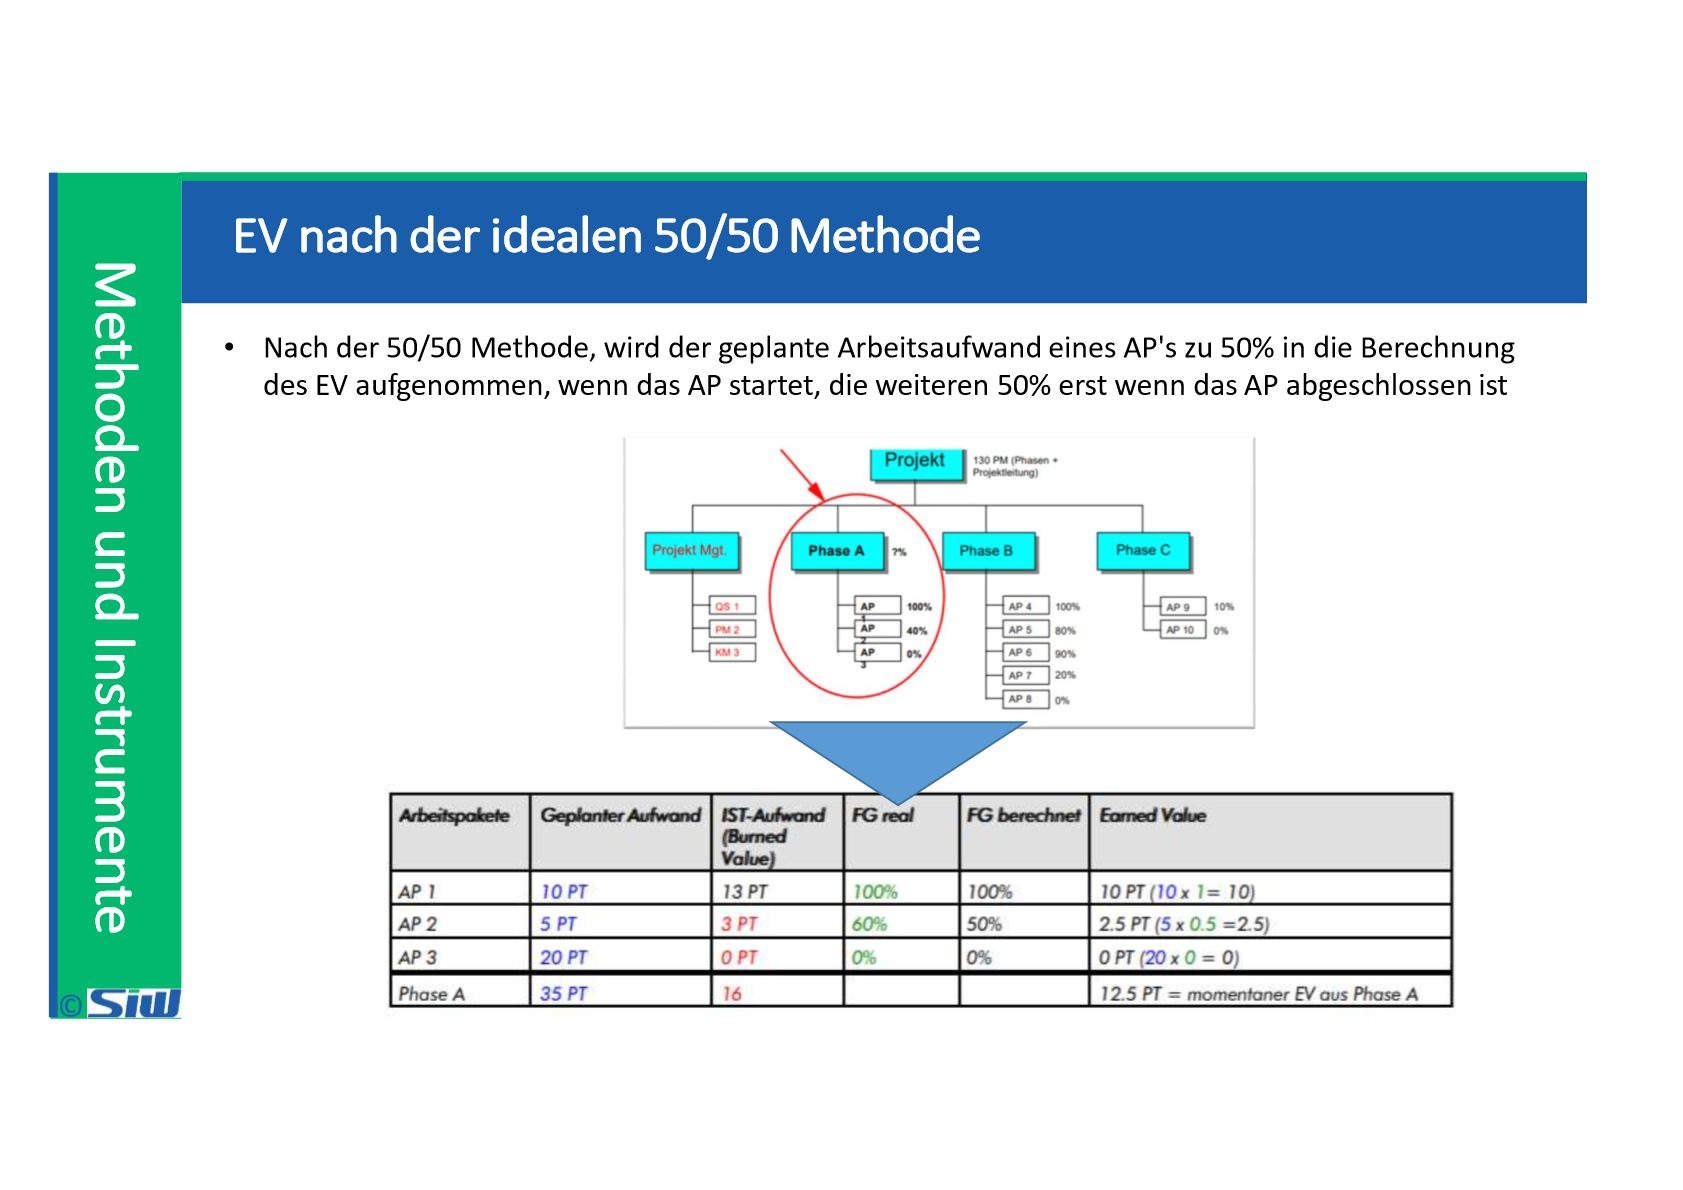 EV nach der idealen 50/50 Methode
Methoden und Instrumente
© SiW
• Nach der 50/50 Methode, wird der geplante Arbeitsaufwand eines AP's zu 50% in die Berechnung
des EV aufgenommen, wenn das AP startet, die weiteren 50% erst wenn das AP abgeschlossen ist
Projekt 130 PM (Phasen +
Projektleitung)
Projekt Mgt. Phase A ?% Phase B Phase C
QS 1 AP 1 100% AP 4 100% AP 9 10%
PM 2 AP 2 40% AP 5 80% AP 10 0%
KM 3 AP 3 0% AP 6 90%
AP 7 20%
AP 8 0%
Arbeitspakete Geplanter Aufwand IST-Aufwand FG real FG berechnet Earned Value
(Burned
Value)
AP 1 10 PT 13 PT 100% 100% 10 PT (10 x 1= 10)
AP 2 5 PT 3 PT 60% 50% 2.5 PT (5 x 0.5 =2.5)
AP 3 20 PT 0 PT 0% 0% 0 PT (20 x 0 = 0)
Phase A 35 PT 16 12.5 PT = momentaner EV aus Phase A